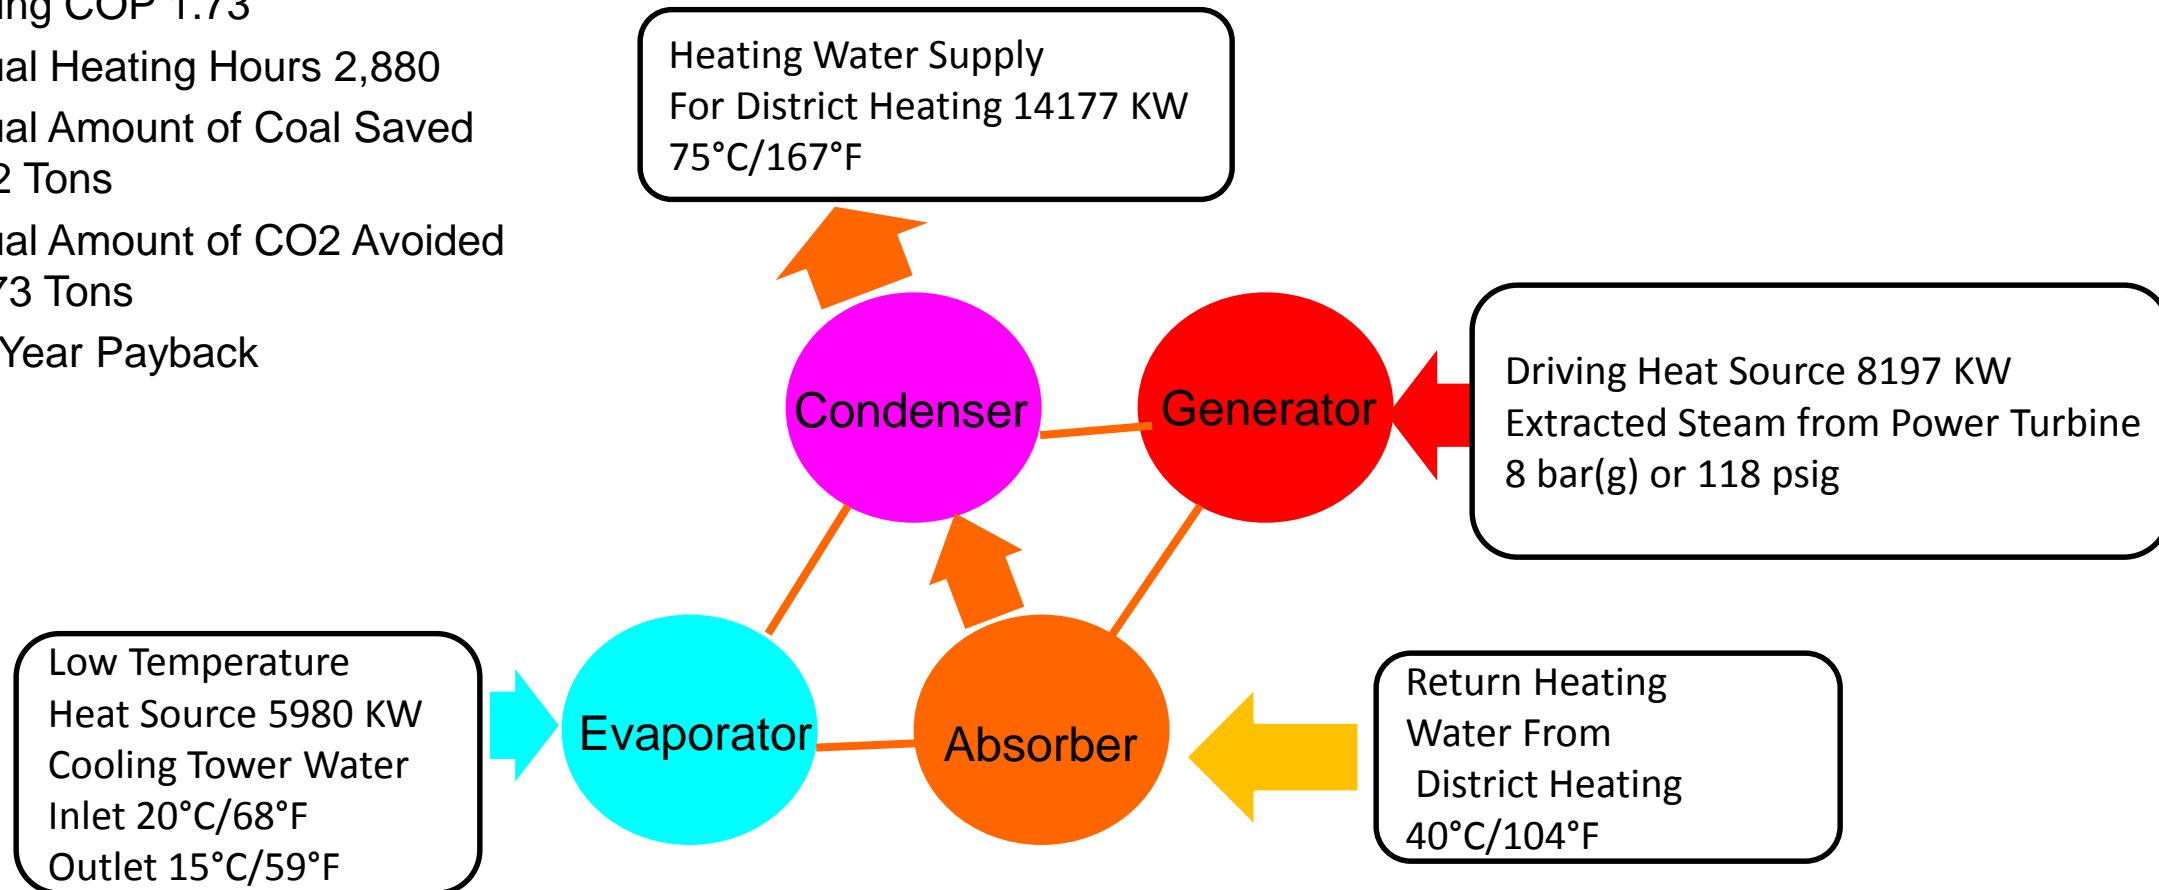 ing COP 1.73
ual Heating Hours 2,880
ual Amount of Coal Saved
2 Tons
ual Amount of CO2 Avoided
73 Tons
Year Payback
Heating Water Supply
For District Heating 14177 KW
75°C/167°F
Condenser
Generator
Driving Heat Source 8197 KW
Extracted Steam from Power Turbine
8 bar(g) or 118 psig
Low Temperature
Heat Source 5980 KW
Cooling Tower Water
Inlet 20°C/68°F
Outlet 15°C/59°F
Evaporator
Absorber
Return Heating
Water From
District Heating
40°C/104°F